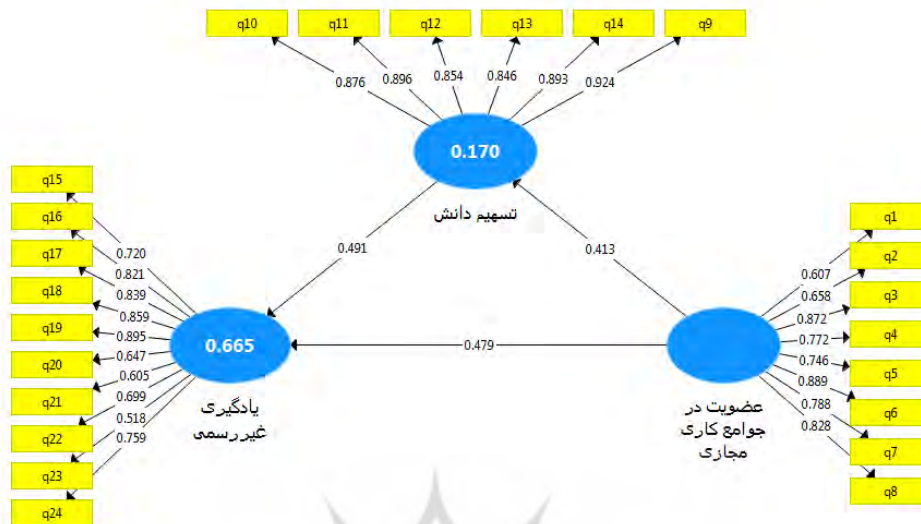 q10
q11
q12
q13
q14
q9
0.876
0.896
0.854
0.846
0.893
0.924
0.170
تسهیم دانش
q15
q16
q17
q18
q19
q20
q21
q22
q23
q24
0.720
0.821
0.839
0.859
0.895
0.647
0.605
0.699
0.518
0.759
0.491
0.413
0.665
0.479
یادگیری
غیررسمی
عضویت در
جوامع کاری
مجازی
0.607
0.658
0.872
0.772
0.746
0.889
0.788
0.828
q1
q2
q3
q4
q5
q6
q7
q8